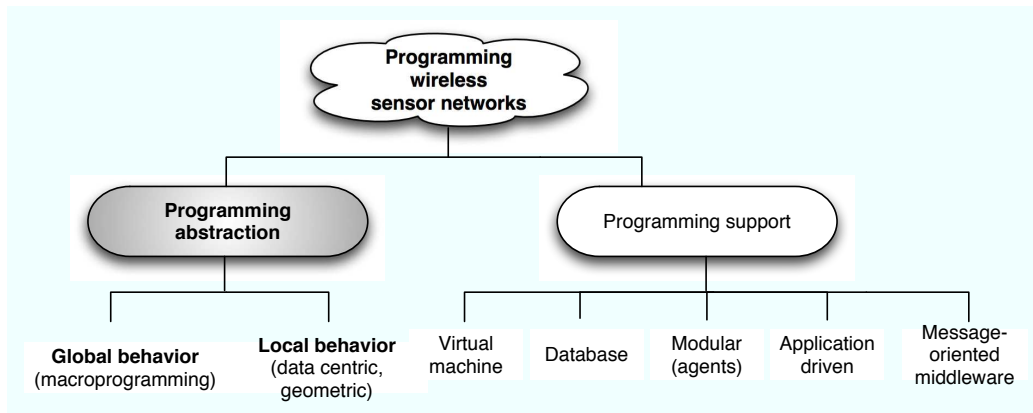 Programming
wireless
sensor networks
Programming
abstraction
Programming support
Global behavior
(macroprogramming)
Local behavior
(data centric,
geometric)
Virtual
machine
Database
Modular
(agents)
Application
driven
Message-
oriented
middleware